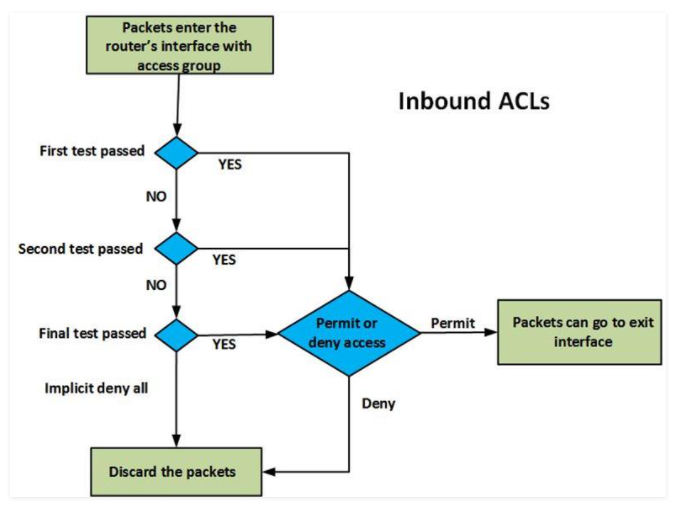 Packets enter the
router's interface with
access group
Inbound ACLs
First test passed
YES
NO
Second test passed
YES
NO
Final test passed
YES
Permit or
deny access
Permit
Packets can go to exit
interface
Implicit deny all
Deny
Discard the packets